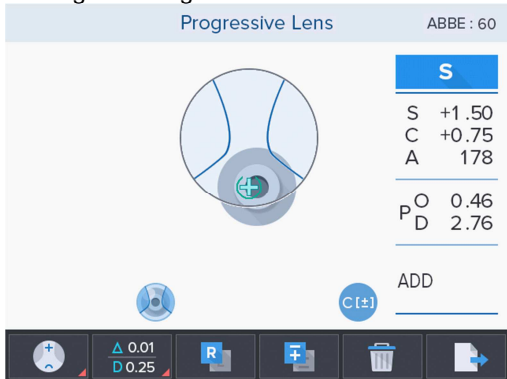 Progressive Lens
ABBE : 60
S
S +1.50
C +0.75
A 178
P O 0.46
D 2.76
ADD
C[±]
Δ 0.01
D 0.25
R